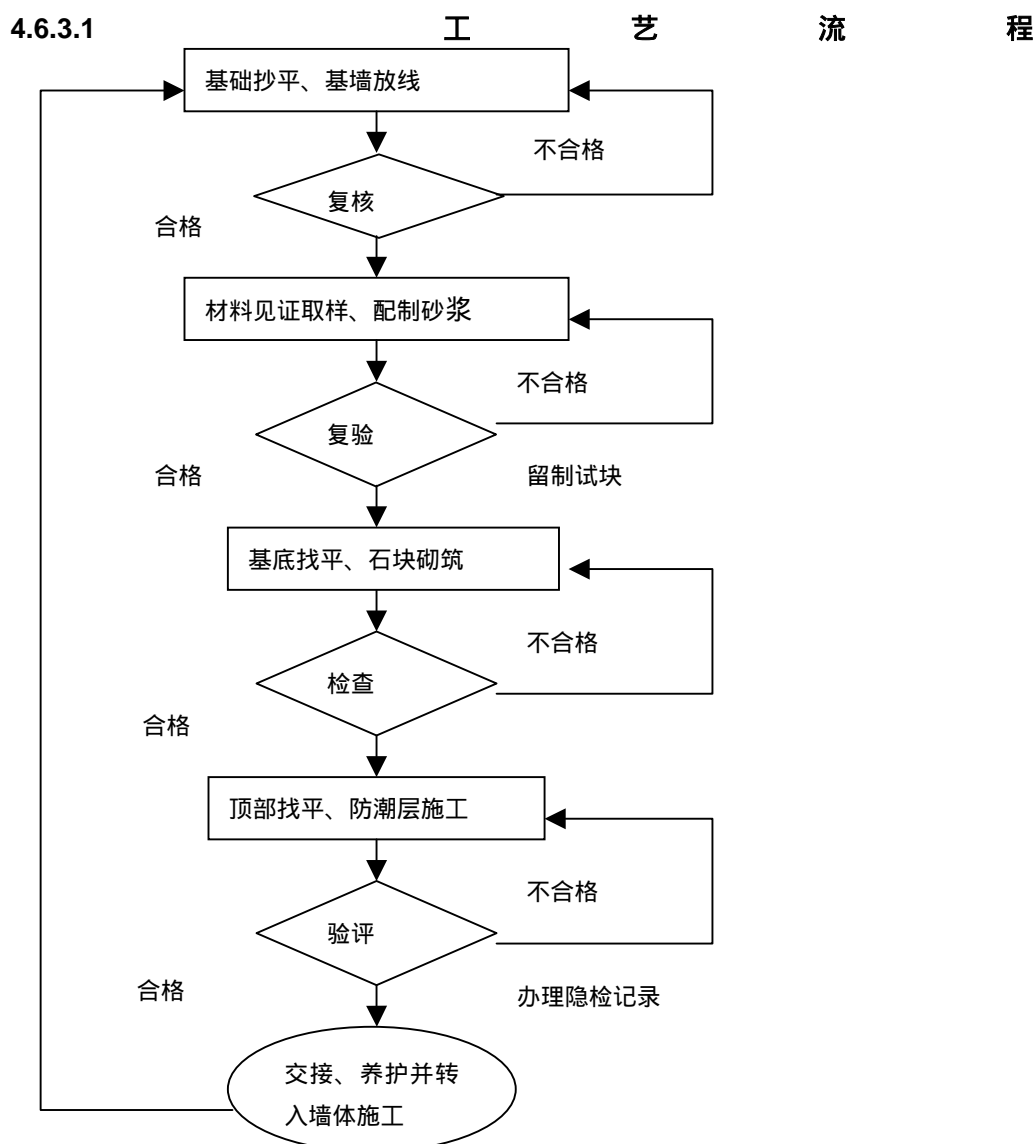 4.6.3.1 工艺流程
基础抄平、基墙放线
不合格
复核
合格
材料见证取样、配制砂浆
不合格
复验
合格
留制试块
基底找平、石块砌筑
不合格
检查
合格
顶部找平、防潮层施工
不合格
验评
合格
办理隐检记录
交接、养护并转
入墙体施工